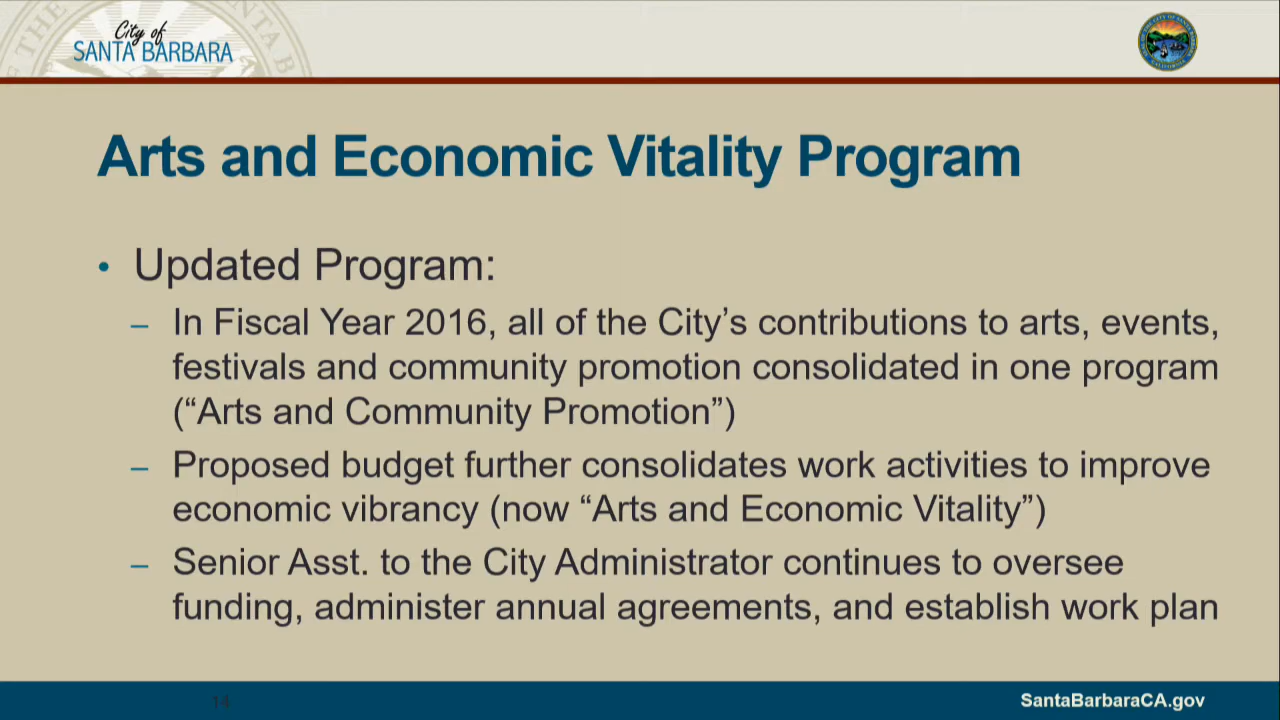 City of
SANTA BARBARA
Arts and Economic Vitality Program
• Updated Program:
– In Fiscal Year 2016, all of the City’s contributions to arts, events,
festivals and community promotion consolidated in one program
(“Arts and Community Promotion”)
– Proposed budget further consolidates work activities to improve
economic vibrancy (now “Arts and Economic Vitality”)
– Senior Asst. to the City Administrator continues to oversee
funding, administer annual agreements, and establish work plan
14
SantaBarbaraCA.gov